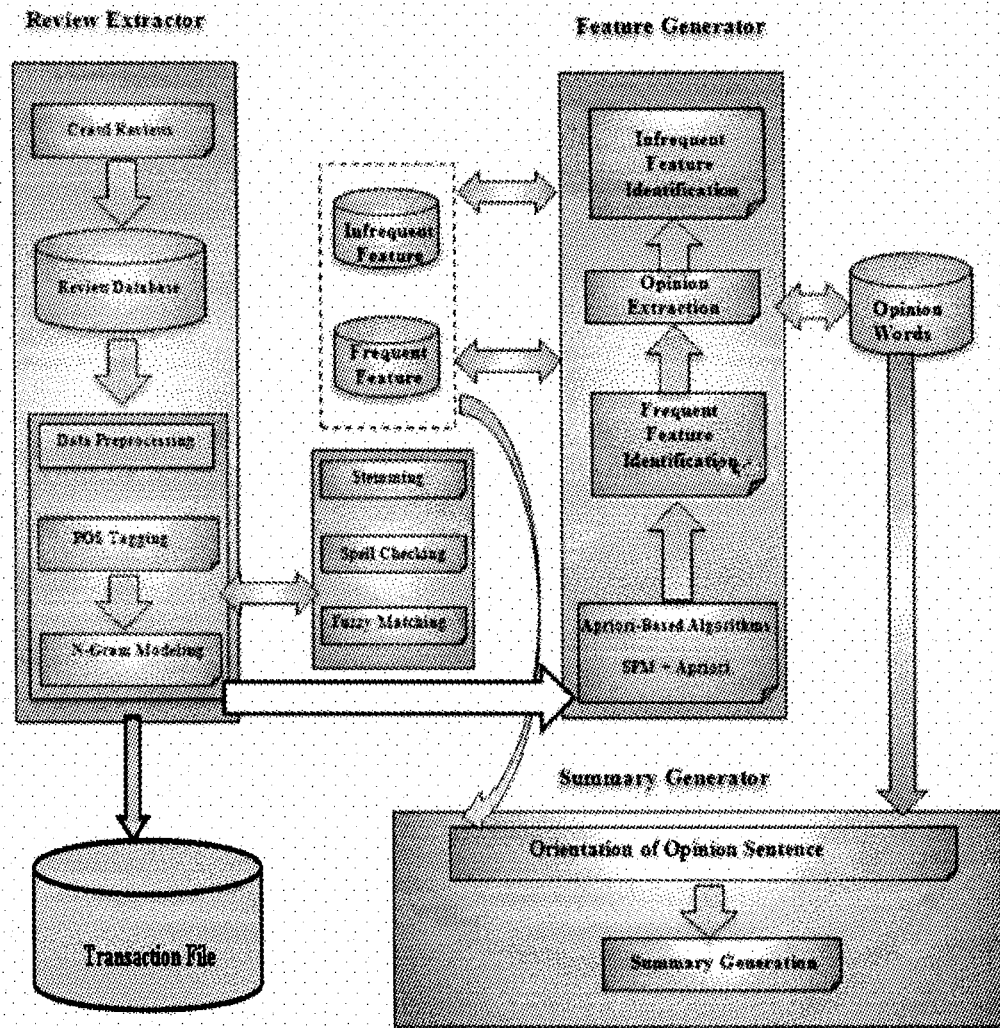 Review Extractor
Crawl Reviews
Review Database
Data Preprocessing
POS Tagging
N-Gram Modeling
Transaction File
Infrequent
Feature
Frequent
Feature
Stemming
Spell Checking
Fuzzy Matching
Feature Generator
Infrequent
Feature
Identification
Opinion
Extraction
Frequent
Feature
Identification
Apriori-Based Algorithms
SPM + Apriori
Opinion
Words
Summary Generator
Orientation of Opinion Sentence
Summary Generation